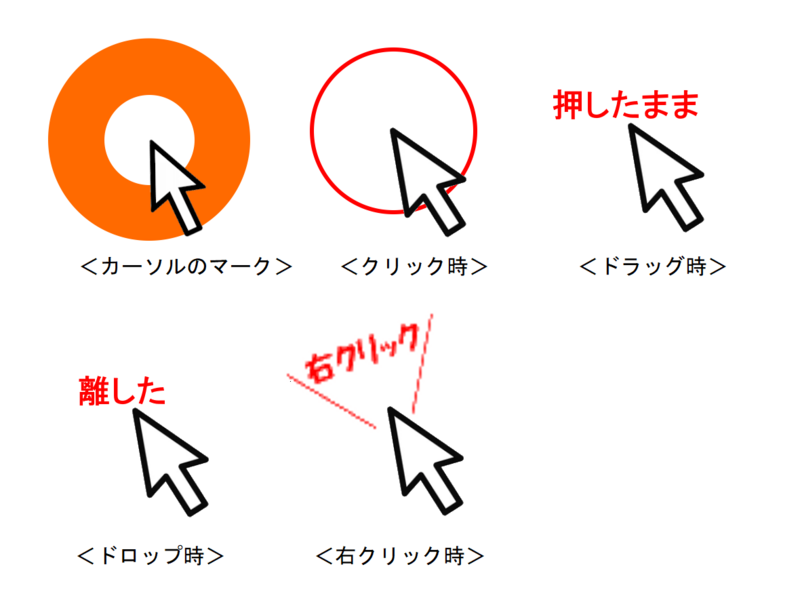 押したまま
＜カーソルのマーク＞
＜クリック時＞
＜ドラッグ時＞
離した
右クリック
＜ドロップ時＞
＜右クリック時＞